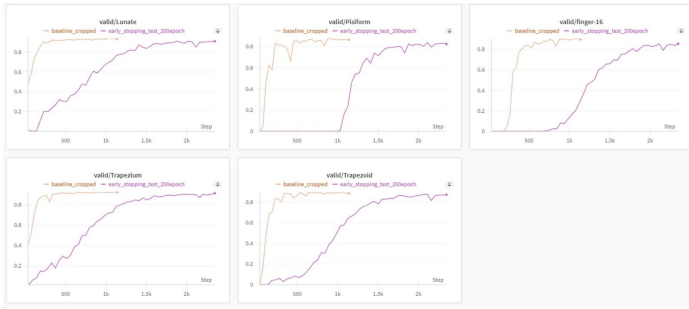 valid/Lunate
baseline_cropped early_stopping_test_200epoch
0.8
0.6
0.4
0.2
Step
500 1k 1.5k 2k
valid/Pisiform
baseline_cropped early_stopping_test_200epoch
0.8
0.6
0.4
0.2
0
Step
500 1k 1.5k 2k
valid/finger-16
baseline_cropped early_stopping_test_200epoch
0.8
0.6
0.4
0.2
0
Step
500 1k 1.5k 2k
valid/Trapezium
baseline_cropped early_stopping_test_200epoch
0.8
0.6
0.4
0.2
Step
500 1k 1.5k 2k
valid/Trapezoid
baseline_cropped early_stopping_test_200epoch
0.8
0.6
0.4
0.2
0
Step
500 1k 1.5k 2k